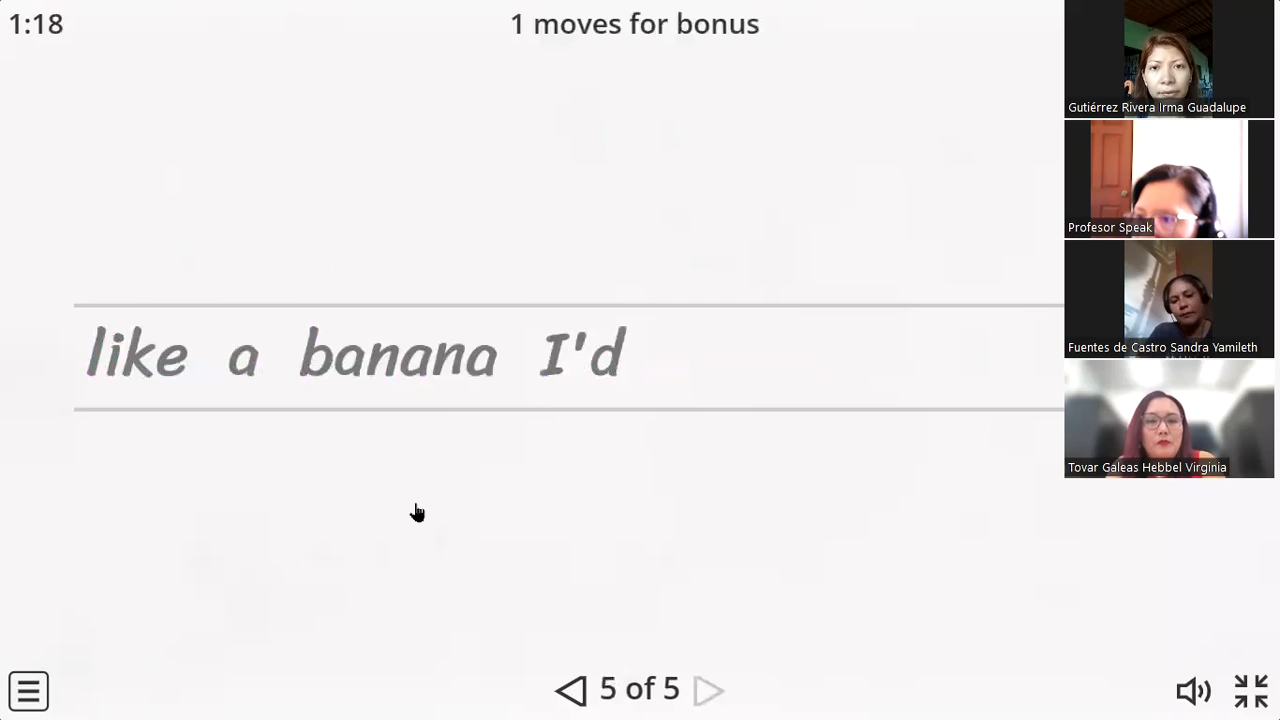 1:18
1 moves for bonus
like a banana I'd
5 of 5
Gutiérrez Rivera Irma Guadalupe
Profesor Speak
Fuentes de Castro Sandra Yamileth
Tovar Galeas Hebbel Virginia